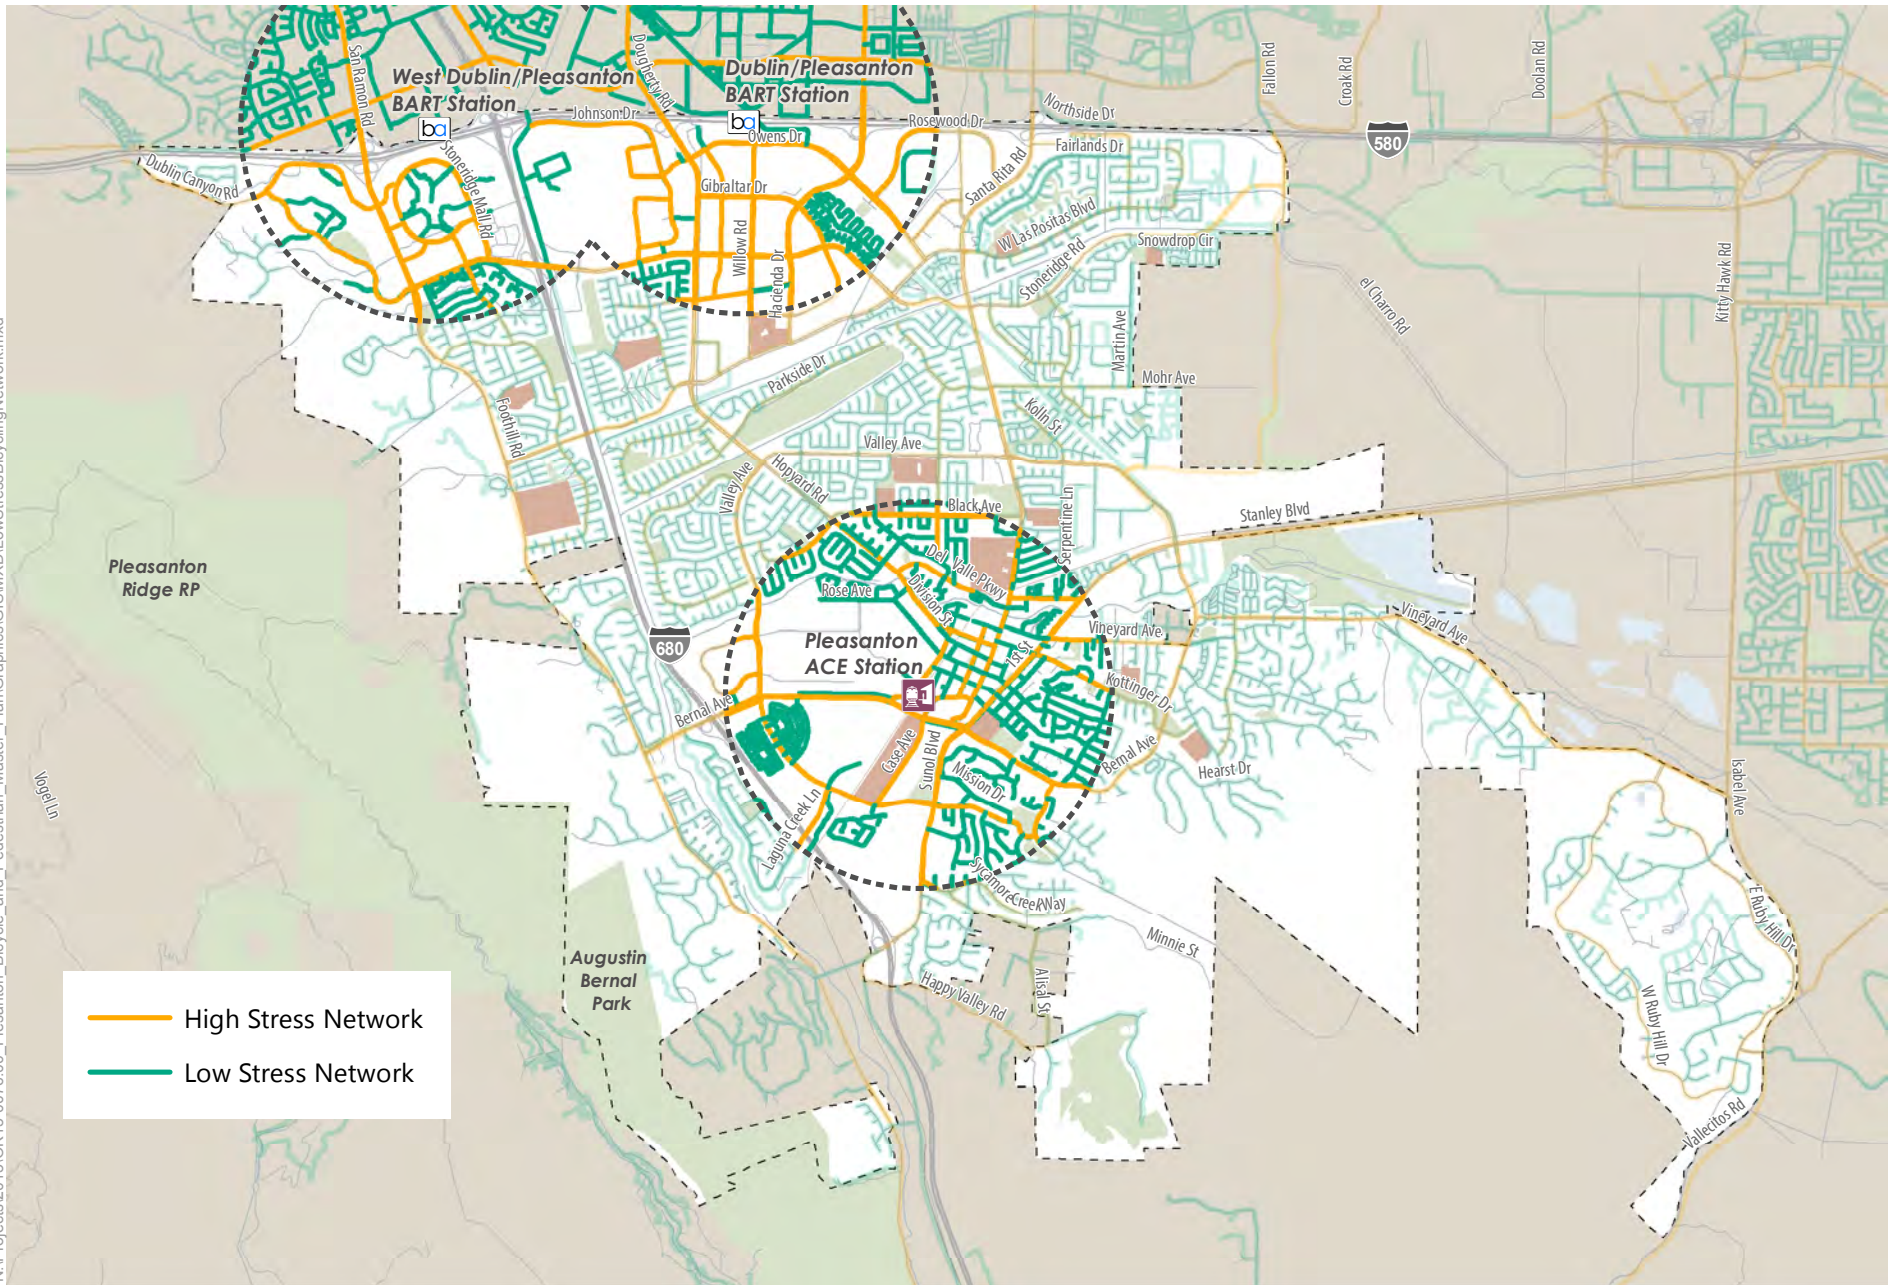 San Ramon Rd
West Dublin/Pleasanton
BART Station
Dougherty Rd
Dublin/Pleasanton
BART Station
Fallon Rd
Croak Rd
Doolan Rd
ba
ba
Johnson Dr
Owens Dr
Rosewood Dr
Northside Dr
Fairlands Dr
580
Dublin Canyon Rd
Stoneridge Mall Rd
Gibraltar Dr
Santa Rita Rd
W Las Positas Blvd
Willow Rd
Hacienda Dr
Stoneridge Rd
Snowdrop Cir
el Charro Rd
Kitty Hawk Rd
Martin Ave
Parkside Dr
Mohr Ave
Foothill Rd
Kolln St
Valley Ave
Valley Ave
Hopyard Rd
Black Ave
Serpentine Ln
Stanley Blvd
Pleasanton
Ridge RP
Del Valle Pkwy
Rose Ave
Division St
Vineyard Ave
Vineyard Ave
680
Pleasanton
ACE Station
1st St
Kottinger Dr
Bernal Ave
Case Ave
Sunol Blvd
Bernal Ave
Hearst Dr
Mission Dr
Vogel Ln
Isabel Ave
Laguna Creek Ln
Sycamore Creek Way
Minnie St
E Ruby Hill Dr
Augustin
Bernal
Park
Happy Valley Rd
Alisal St
W Ruby Hill Dr
Vallecitos Rd
High Stress Network
Low Stress Network